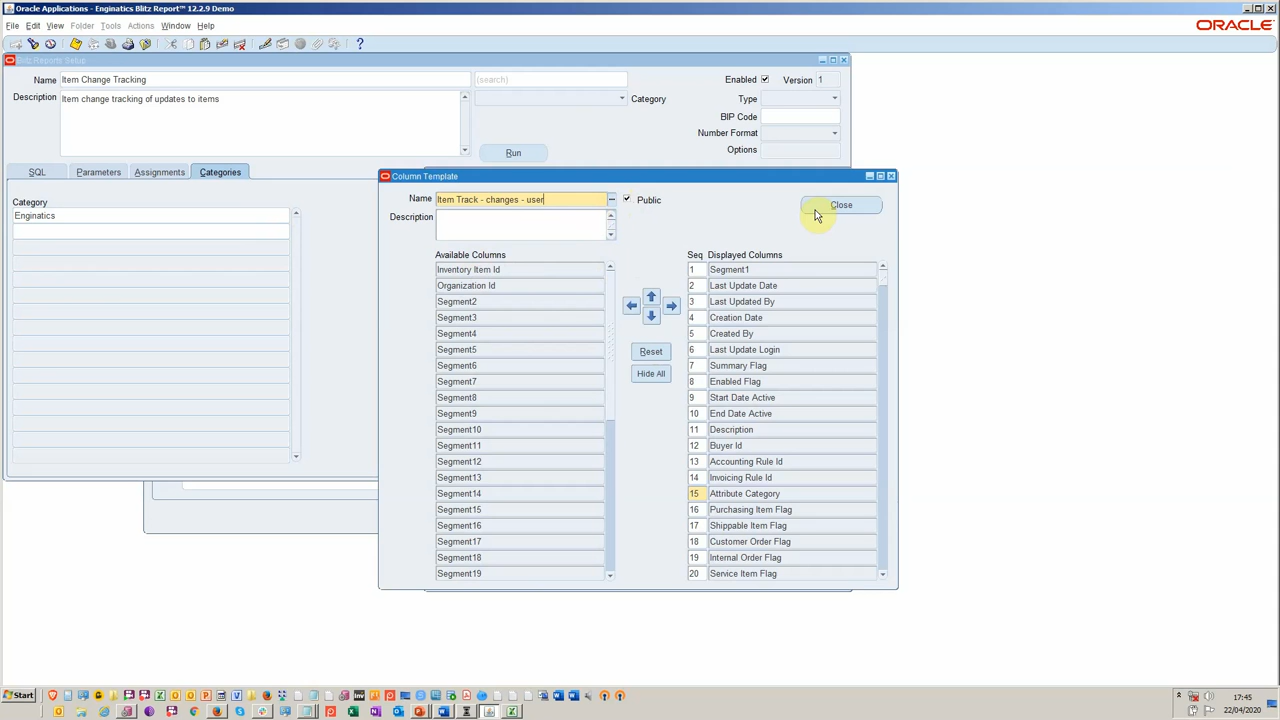 Oracle Applications - Enginatics Blitz Report™ 12.2.9 Demo
File Edit View Folder Tools Actions Window Help
ORACLE
Blitz Reports Setup
Name Item Change Tracking (search) Enabled Version 1
Description Item change tracking of updates to items Category Type
BIP Code
Number Format
Options
Run
SQL Parameters Assignments Categories
Category
Enginatics
Column Template
Name Item Track - changes - user Public Close
Description
Available Columns Seq Displayed Columns
Inventory Item Id 1 Segment1
Organization Id 2 Last Update Date
Segment2 3 Last Updated By
Segment3 4 Creation Date
Segment4 5 Created By
Segment5 6 Last Update Login
Segment6 7 Summary Flag
Segment7 8 Enabled Flag
Segment8 9 Start Date Active
Segment9 10 End Date Active
Segment10 11 Description
Segment11 12 Buyer Id
Segment12 13 Accounting Rule Id
Segment13 14 Invoicing Rule Id
Segment14 15 Attribute Category
Segment15 16 Purchasing Item Flag
Segment16 17 Shippable Item Flag
Segment17 18 Customer Order Flag
Segment18 19 Internal Order Flag
Segment19 20 Service Item Flag
Reset
Hide All
Start
17:45
22/04/2020